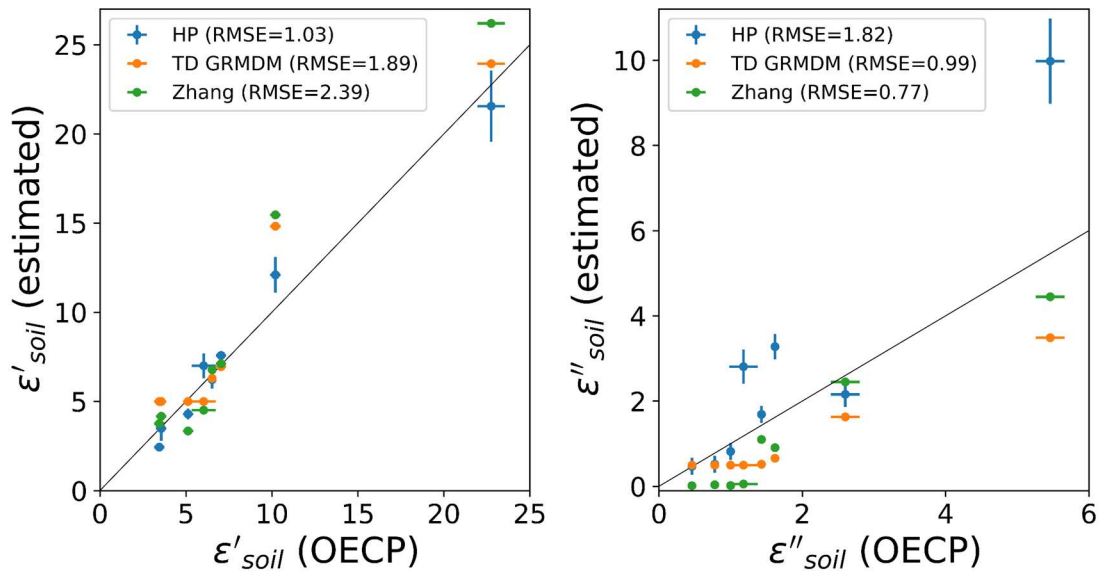 HP (RMSE=1.03)
TD GRMDM (RMSE=1.89)
Zhang (RMSE=2.39)
25
20
15
10
5
0
0 5 10 15 20 25
ε'soil (estimated)
ε'soil (OECP)
HP (RMSE=1.82)
TD GRMDM (RMSE=0.99)
Zhang (RMSE=0.77)
10
8
6
4
2
0
0 2 4 6
ε''soil (estimated)
ε''soil (OECP)